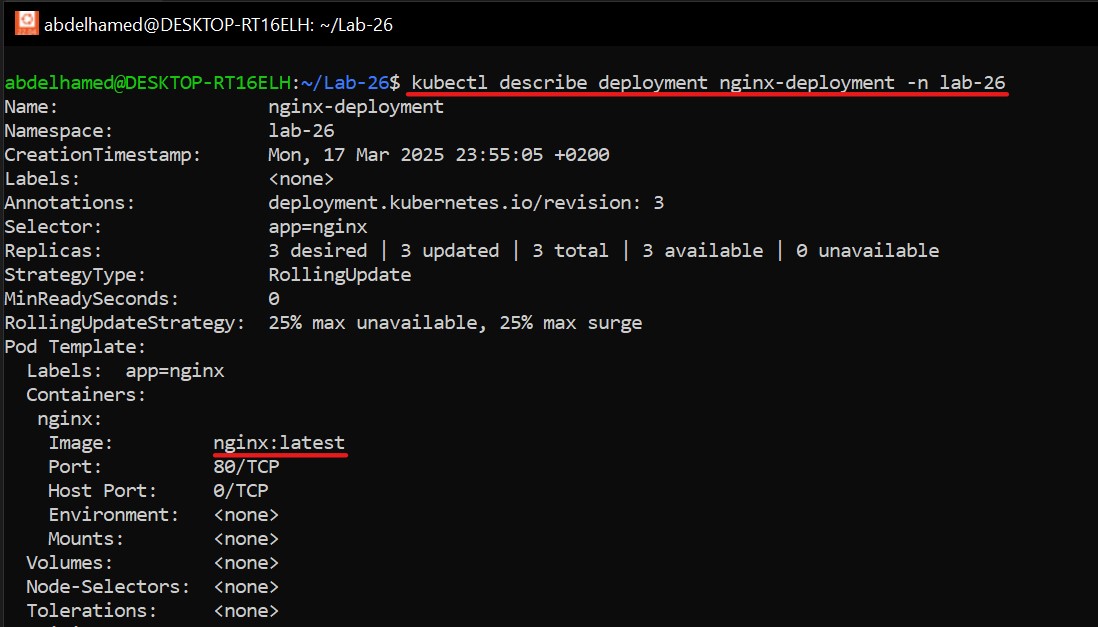 abdelhamed@DESKTOP-RT16ELH: ~/Lab-26
abdelhamed@DESKTOP-RT16ELH:~/Lab-26$ kubectl describe deployment nginx-deployment -n lab-26
Name:                   nginx-deployment
Namespace:              lab-26
CreationTimestamp:      Mon, 17 Mar 2025 23:55:05 +0200
Labels:                 <none>
Annotations:            deployment.kubernetes.io/revision: 3
Selector:               app=nginx
Replicas:               3 desired | 3 updated | 3 total | 3 available | 0 unavailable
StrategyType:           RollingUpdate
MinReadySeconds:        0
RollingUpdateStrategy:  25% max unavailable, 25% max surge
Pod Template:
  Labels:  app=nginx
  Containers:
   nginx:
    Image:         nginx:latest
    Port:          80/TCP
    Host Port:     0/TCP
    Environment:   <none>
    Mounts:        <none>
  Volumes:         <none>
  Node-Selectors:  <none>
  Tolerations:     <none>